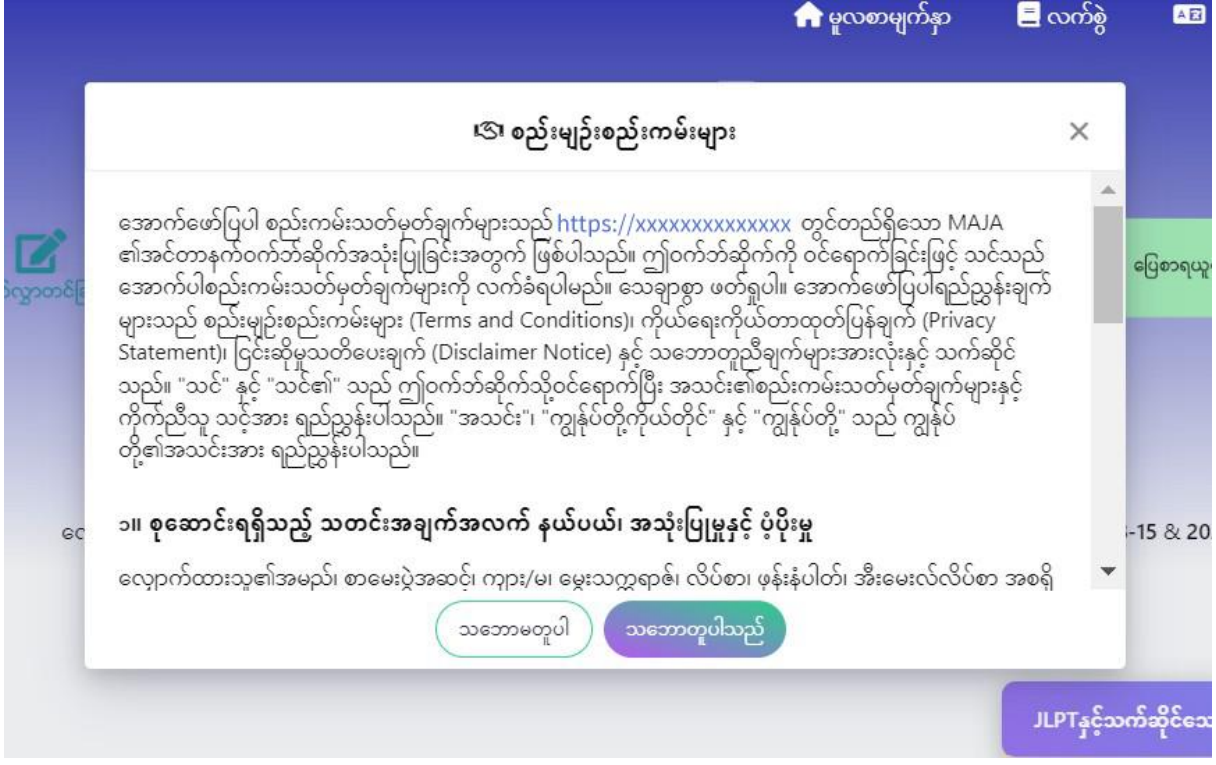 မူလစာမျက်နှာ လက်စွဲ
စည်းမျဉ်းစည်းကမ်းများ
အောက်ဖော်ပြပါ စည်းကမ်းသတ်မှတ်ချက်များသည် https://xxxxxxxxxxxxxx တွင်တည်ရှိသော MAJA
၏အင်တာနက်ဝက်ဘ်ဆိုက်အသုံးပြုခြင်းအတွက် ဖြစ်ပါသည်။ ဤဝက်ဘ်ဆိုက်ကို ဝင်ရောက်ခြင်းဖြင့် သင်သည်
အောက်ပါစည်းကမ်းသတ်မှတ်ချက်များကို လက်ခံရပါမည်။ သေချာစွာ ဖတ်ရှုပါ။ အောက်ဖော်ပြပါရည်ညွှန်းချက်
များသည် စည်းမျဉ်းစည်းကမ်းများ (Terms and Conditions)၊ ကိုယ်ရေးကိုယ်တာထုတ်ပြန်ချက် (Privacy
Statement)၊ ငြင်းဆိုမှုသတိပေးချက် (Disclaimer Notice) နှင့် သဘောတူညီချက်များအားလုံးနှင့် သက်ဆိုင်
သည်။ "သင်" နှင့် "သင်၏" သည် ဤဝက်ဘ်ဆိုက်သို့ဝင်ရောက်ပြီး အသင်း၏စည်းကမ်းသတ်မှတ်ချက်များနှင့်
ကိုက်ညီသူ သင့်အား ရည်ညွှန်းပါသည်။ "အသင်း"၊ "ကျွန်ုပ်တို့ကိုယ်တိုင်" နှင့် "ကျွန်ုပ်တို့" သည် ကျွန်ုပ်
တို့၏အသင်းအား ရည်ညွှန်းပါသည်။
၁။ စုဆောင်းရရှိသည့် သတင်းအချက်အလက် နယ်ပယ်၊ အသုံးပြုမှုနှင့် ပံ့ပိုးမှု
လျှောက်ထားသူ၏အမည်၊ စာမေးပွဲအဆင့်၊ ကျား/မ၊ မွေးသက္ကရာဇ်၊ လိပ်စာ၊ ဖုန်းနံပါတ်၊ အီးမေးလ်လိပ်စာ အစရှိ
သဘောမတူပါ သဘောတူပါသည်
-15 & 20
JLPTနှင့်သက်ဆိုင်သော